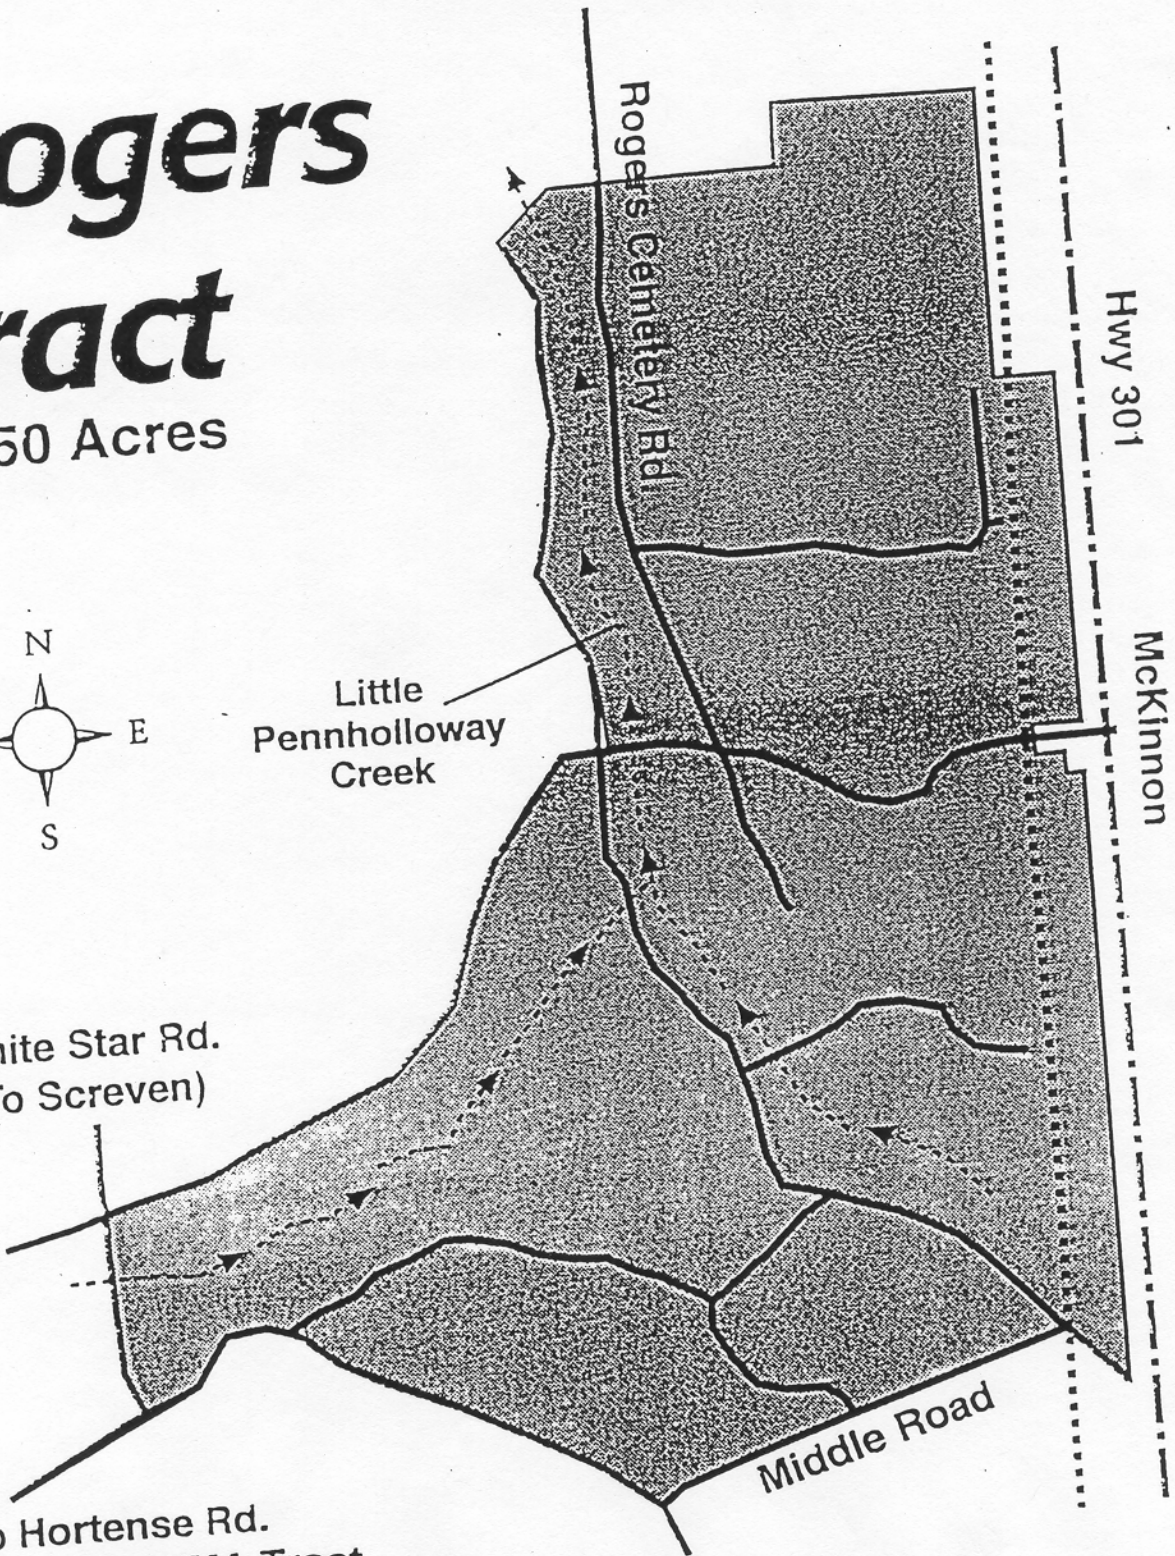 ogers
ract
50 Acres
Rogers Cemetery Rd.
Hwy 301
McKinnon
N
E
S
Little
Pennholloway
Creek
ite Star Rd.
o Screven)
Middle Road
o Hortense Rd.
Tract